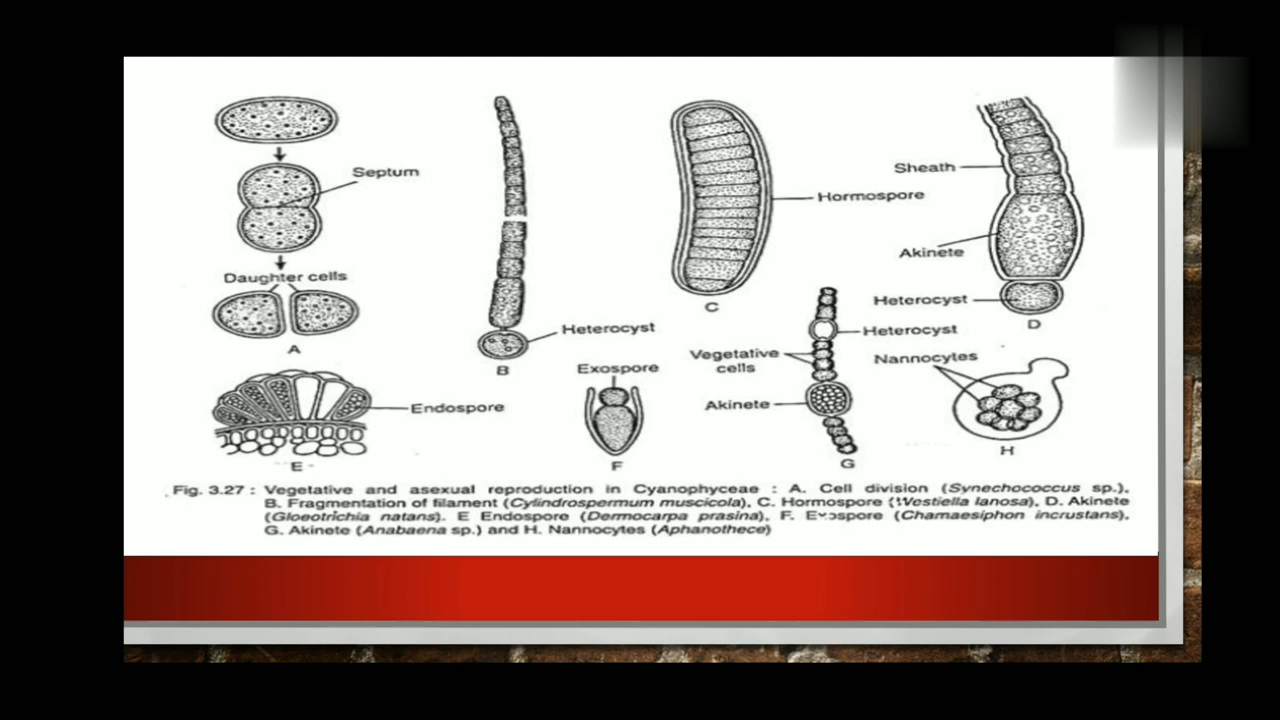 Septum
Daughter cells
A
Heterocyst
B
Hormospore
C
Sheath
Akinete
Heterocyst
D
Endospore
E
Exospore
F
Heterocyst
Vegetative
cells
Akinete
G
Nannocytes
H
Fig. 3.27 : Vegetative and asexual reproduction in Cyanophyceae : A. Cell division (Synechococcus sp.),
B. Fragmentation of filament (Cylindrospermum muscicola), C. Hormospore (Westiella lanosa), D. Akinete
(Gloeotrichia natans). E Endospore (Dermocarpa prasina), F. Exospore (Chamaesiphon incrustans),
G. Akinete (Anabaena sp.) and H. Nannocytes (Aphanothece)